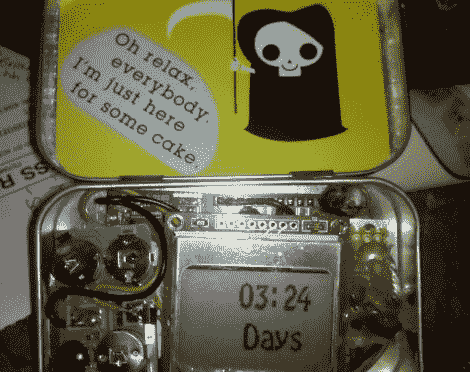 Oh relax,
everybody.
I'm just here
for some cake
03:24
Days